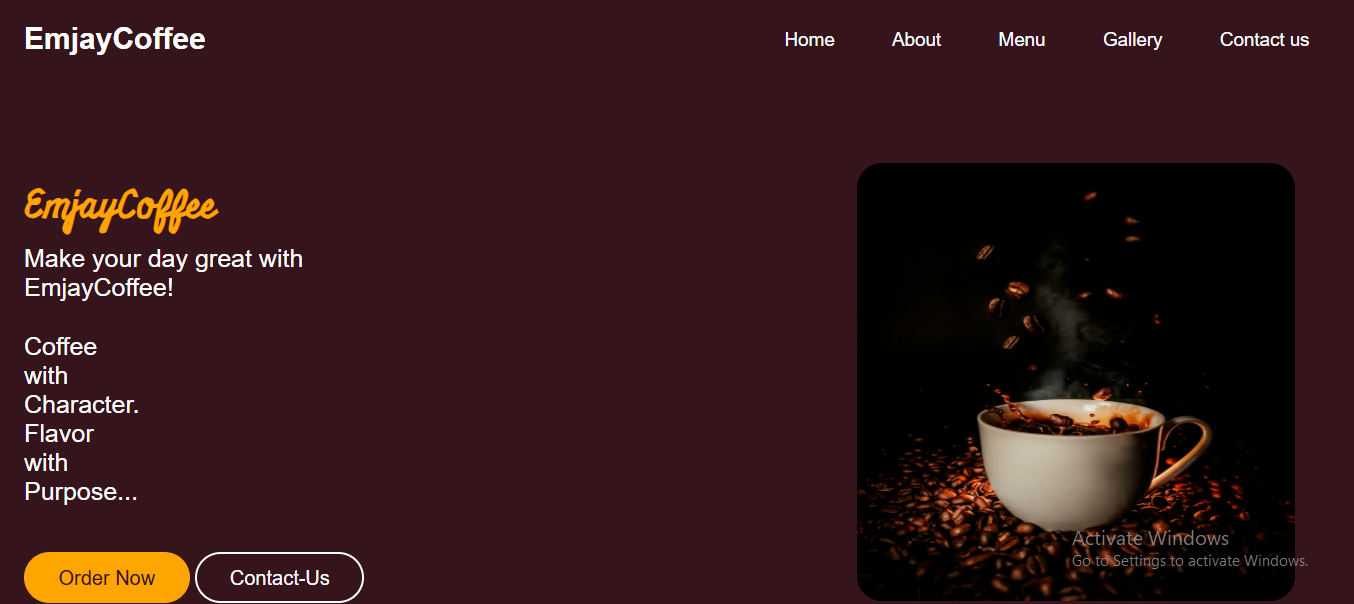 EmjayCoffee
Home About Menu Gallery Contact us
EmjayCoffee
Make your day great with
EmjayCoffee!
Coffee
with
Character.
Flavor
with
Purpose...
Order Now Contact-Us
Activate Windows
Go to Settings to activate Windows.